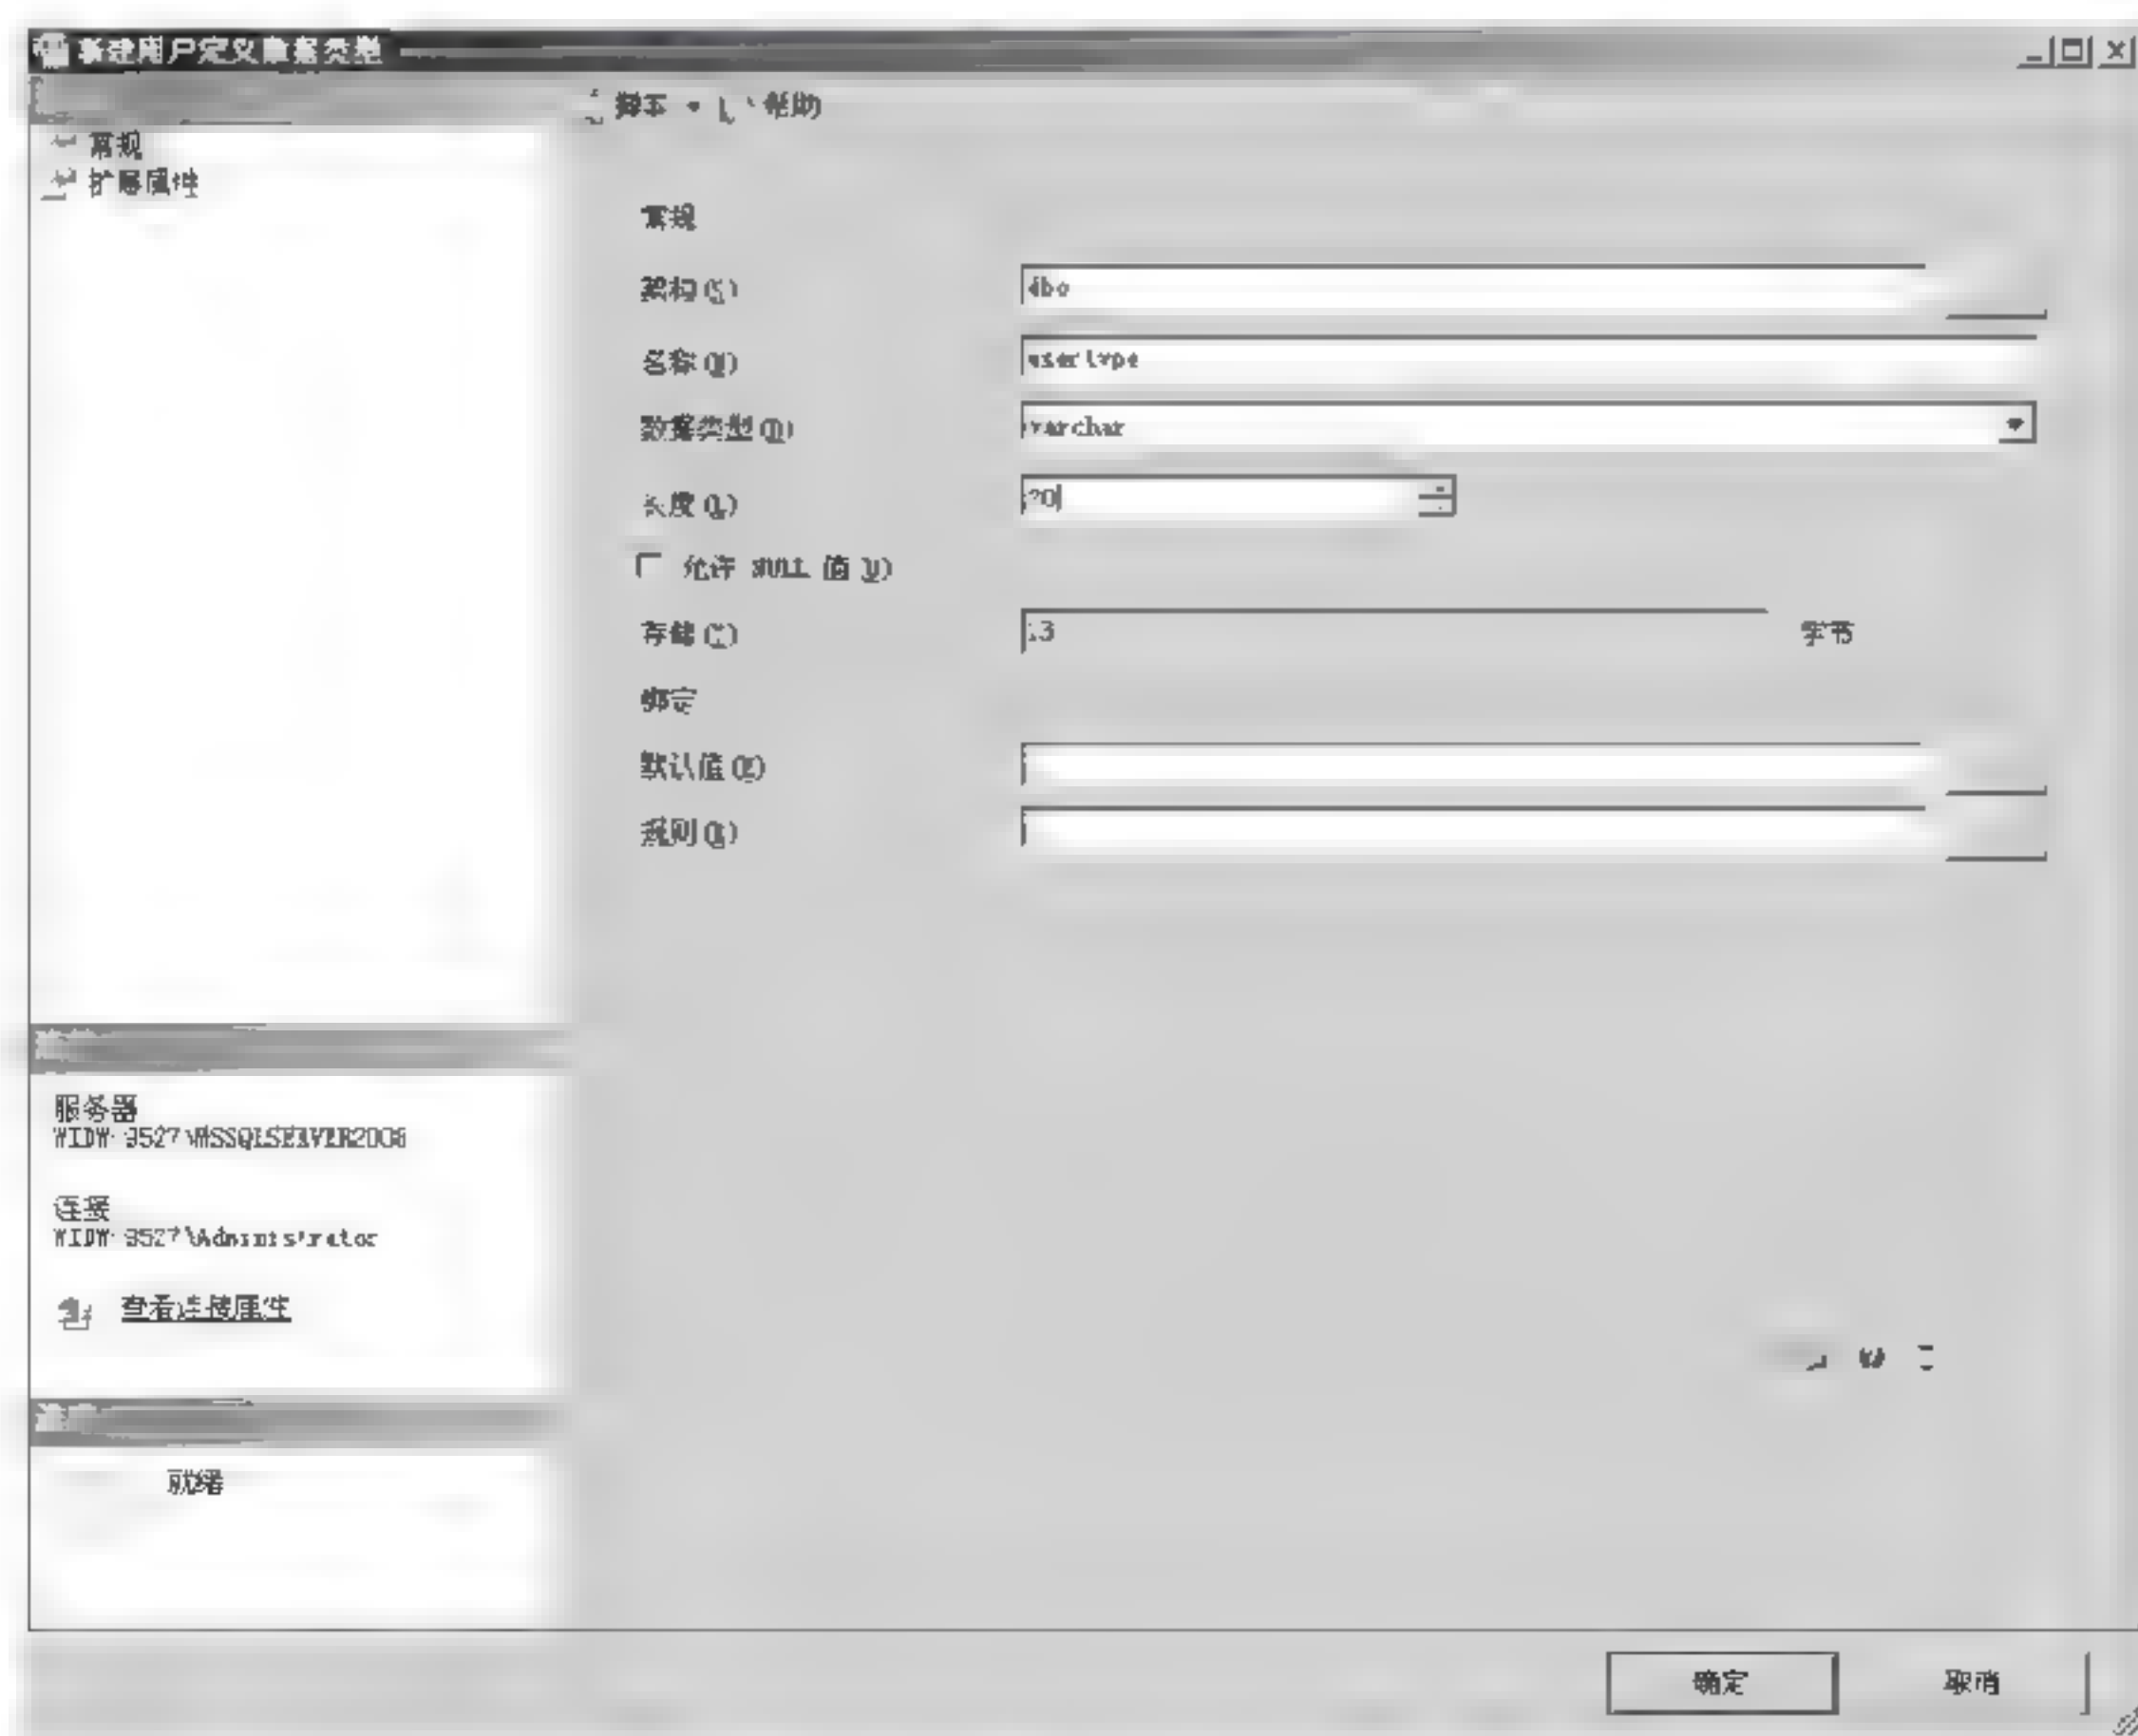 新建用户定义数据类型
脚本 帮助
常规
扩展属性
常规
架构(S)
dbo
名称(N)
usertype
数据类型(D)
varchar
长度(L)
20
允许 NULL 值(U)
存储(T)
字节
绑定
默认值(E)
规则(R)
服务器
连接
\Administrator
查看连接属性
就绪
确定 取消